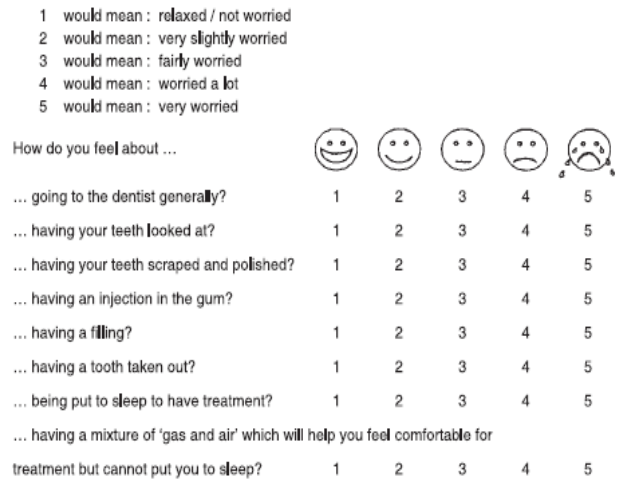 1 would mean : relaxed / not worried
2 would mean : very slightly worried
3 would mean : fairly worried
4 would mean : worried a lot
5 would mean : very worried
How do you feel about ...
... going to the dentist generally? 1 2 3 4 5
... having your teeth looked at? 1 2 3 4 5
... having your teeth scraped and polished? 1 2 3 4 5
... having an injection in the gum? 1 2 3 4 5
... having a filling? 1 2 3 4 5
... having a tooth taken out? 1 2 3 4 5
... being put to sleep to have treatment? 1 2 3 4 5
... having a mixture of ‘gas and air’ which will help you feel comfortable for
treatment but cannot put you to sleep? 1 2 3 4 5